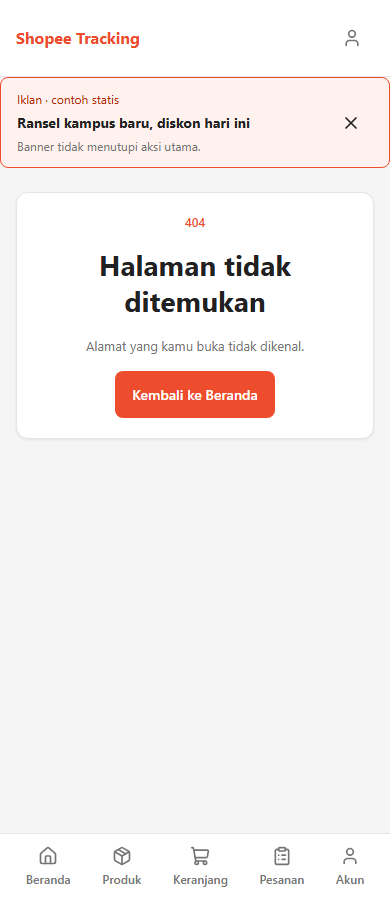 Shopee Tracking
Iklan · contoh statis
Ransel kampus baru, diskon hari ini
Banner tidak menutupi aksi utama.
404
Halaman tidak
ditemukan
Alamat yang kamu buka tidak dikenal.
Kembali ke Beranda
Beranda
Produk
Keranjang
Pesanan
Akun